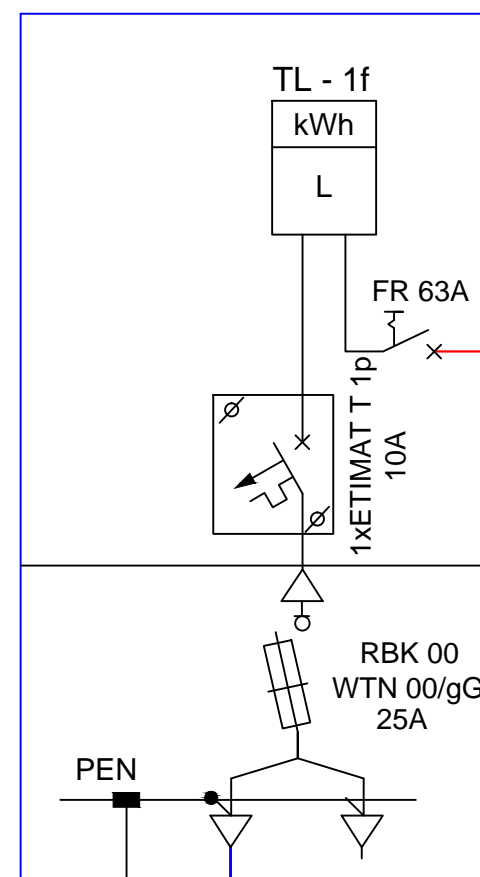 TL - 1f
kWh
L
FR 63A
1xETIMAT T 1p
10A
RBK 00
WTN 00/gG
25A
PEN